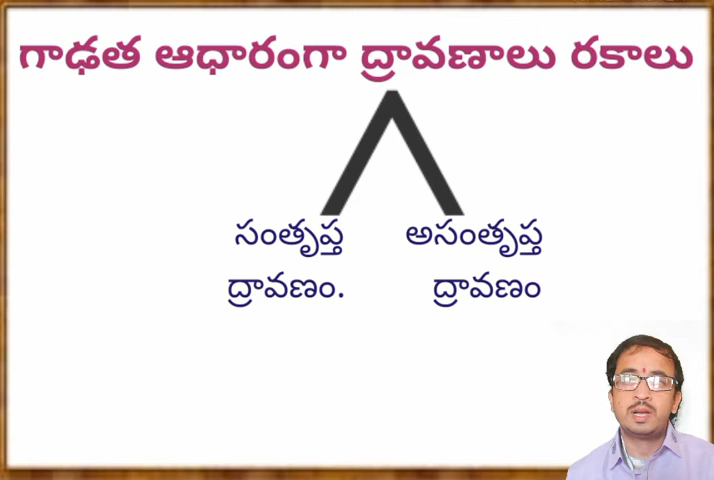 గాఢత ఆధారంగా ద్రావణాలు రకాలు
సంతృప్త
ద్రావణం.
అసంతృప్త
ద్రావణం